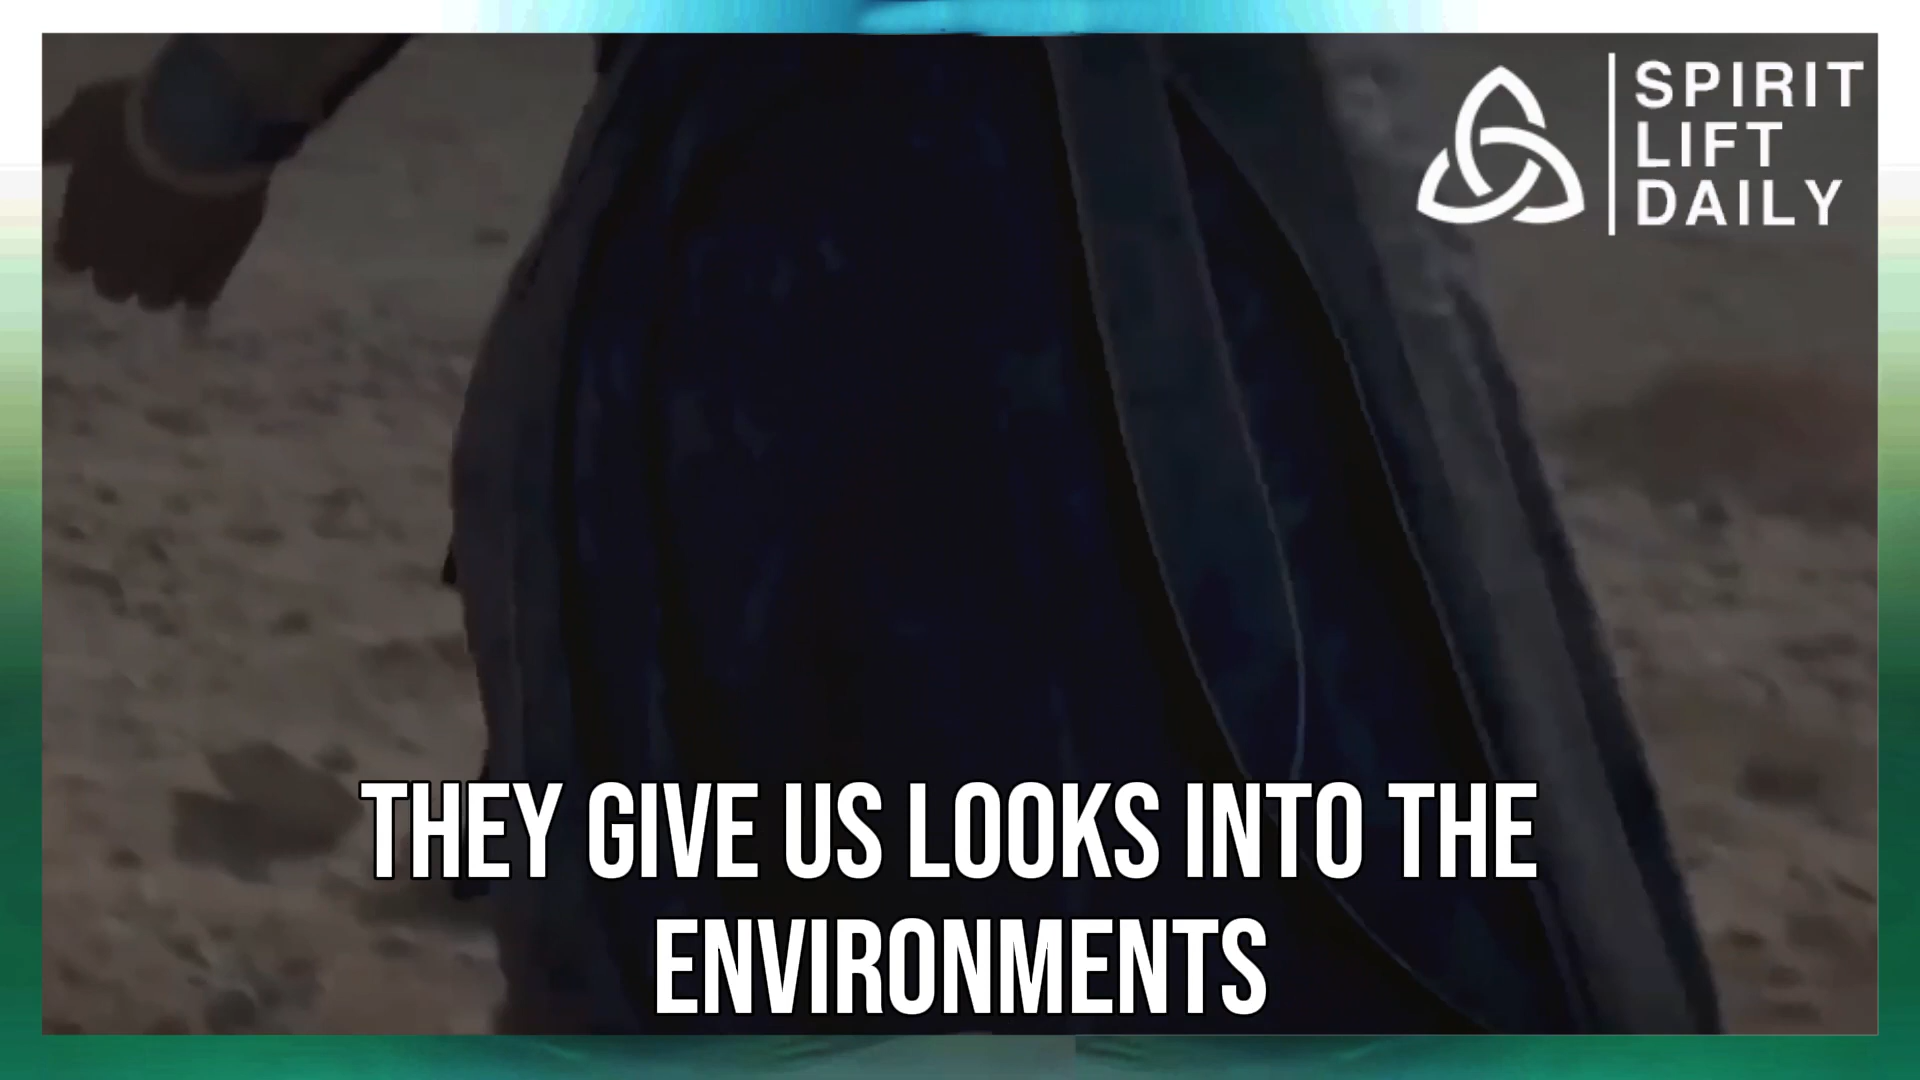 SPIRIT
LIFT
DAILY
THEY GIVE US LOOKS INTO THE
ENVIRONMENTS